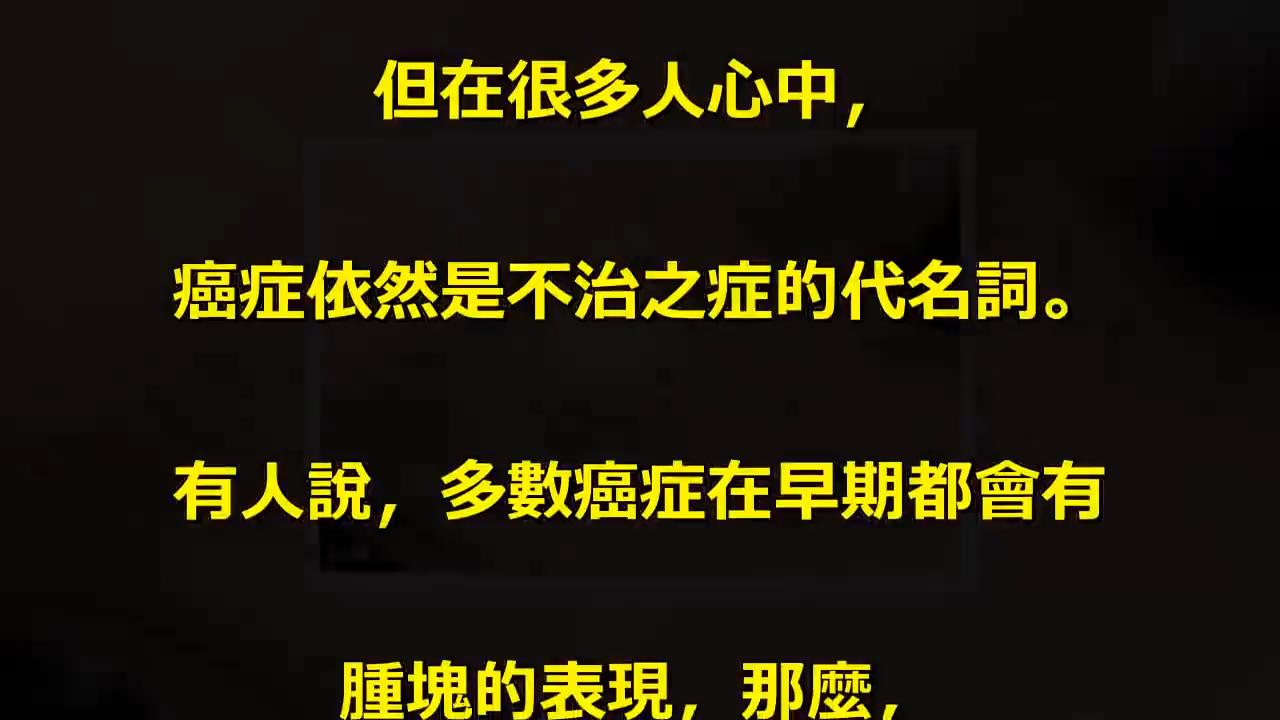 但在很多人心中，
癌症依然是不治之症的代名詞。
有人說，多數癌症在早期都會有
腫塊的表現，那麼，